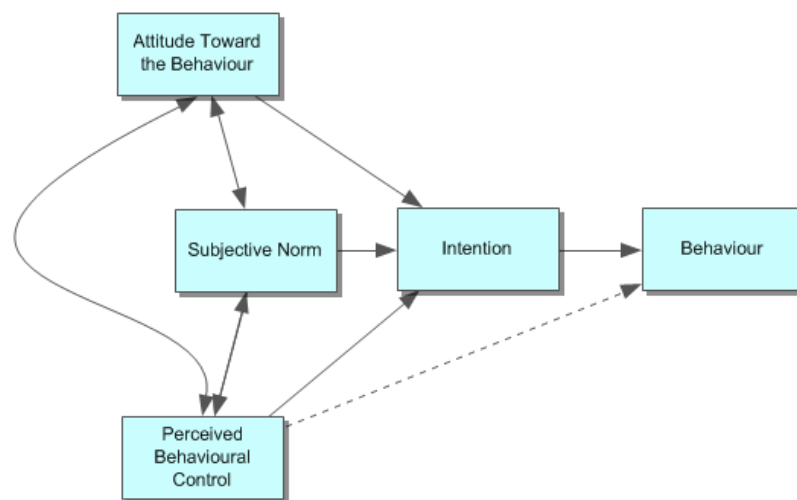 Attitude Toward
the Behaviour
Subjective Norm
Intention
Behaviour
Perceived
Behavioural
Control